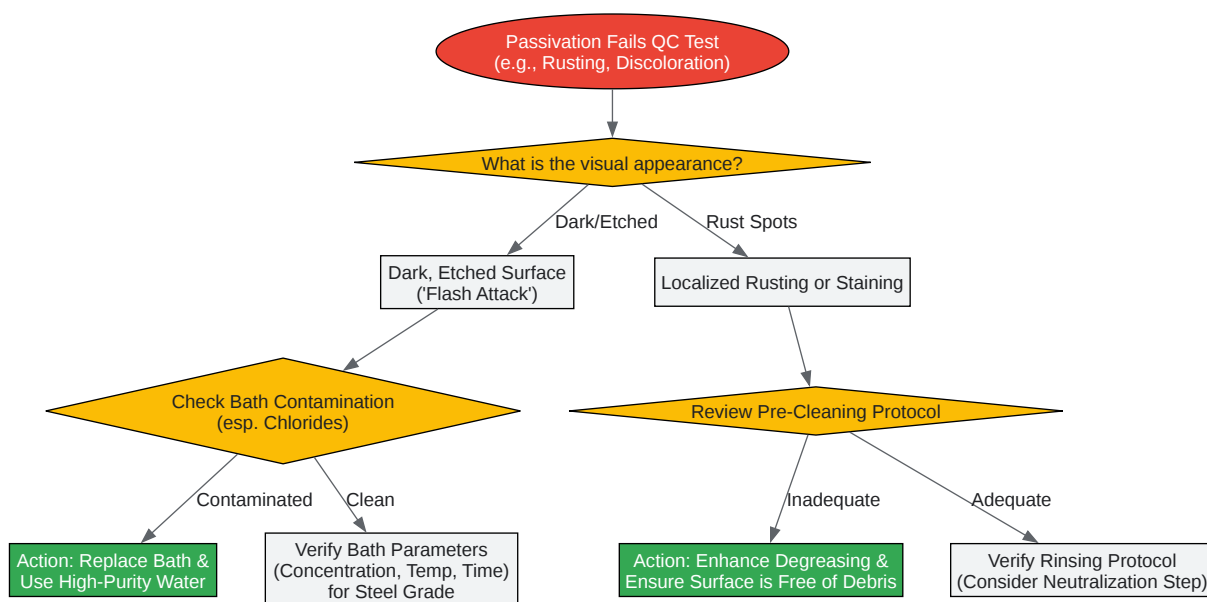 Passivation Fails QC Test
(e.g., Rusting, Discoloration)
What is the visual appearance?
Dark/Etched
Rust Spots
Dark, Etched Surface
('Flash Attack')
Localized Rusting or Staining
Check Bath Contamination
(esp. Chlorides)
Review Pre-Cleaning Protocol
Contaminated
Clean
Inadequate
Adequate
Action: Replace Bath &
Use High-Purity Water
Verify Bath Parameters
(Concentration, Temp, Time)
for Steel Grade
Action: Enhance Degreasing &
Ensure Surface is Free of Debris
Verify Rinsing Protocol
(Consider Neutralization Step)